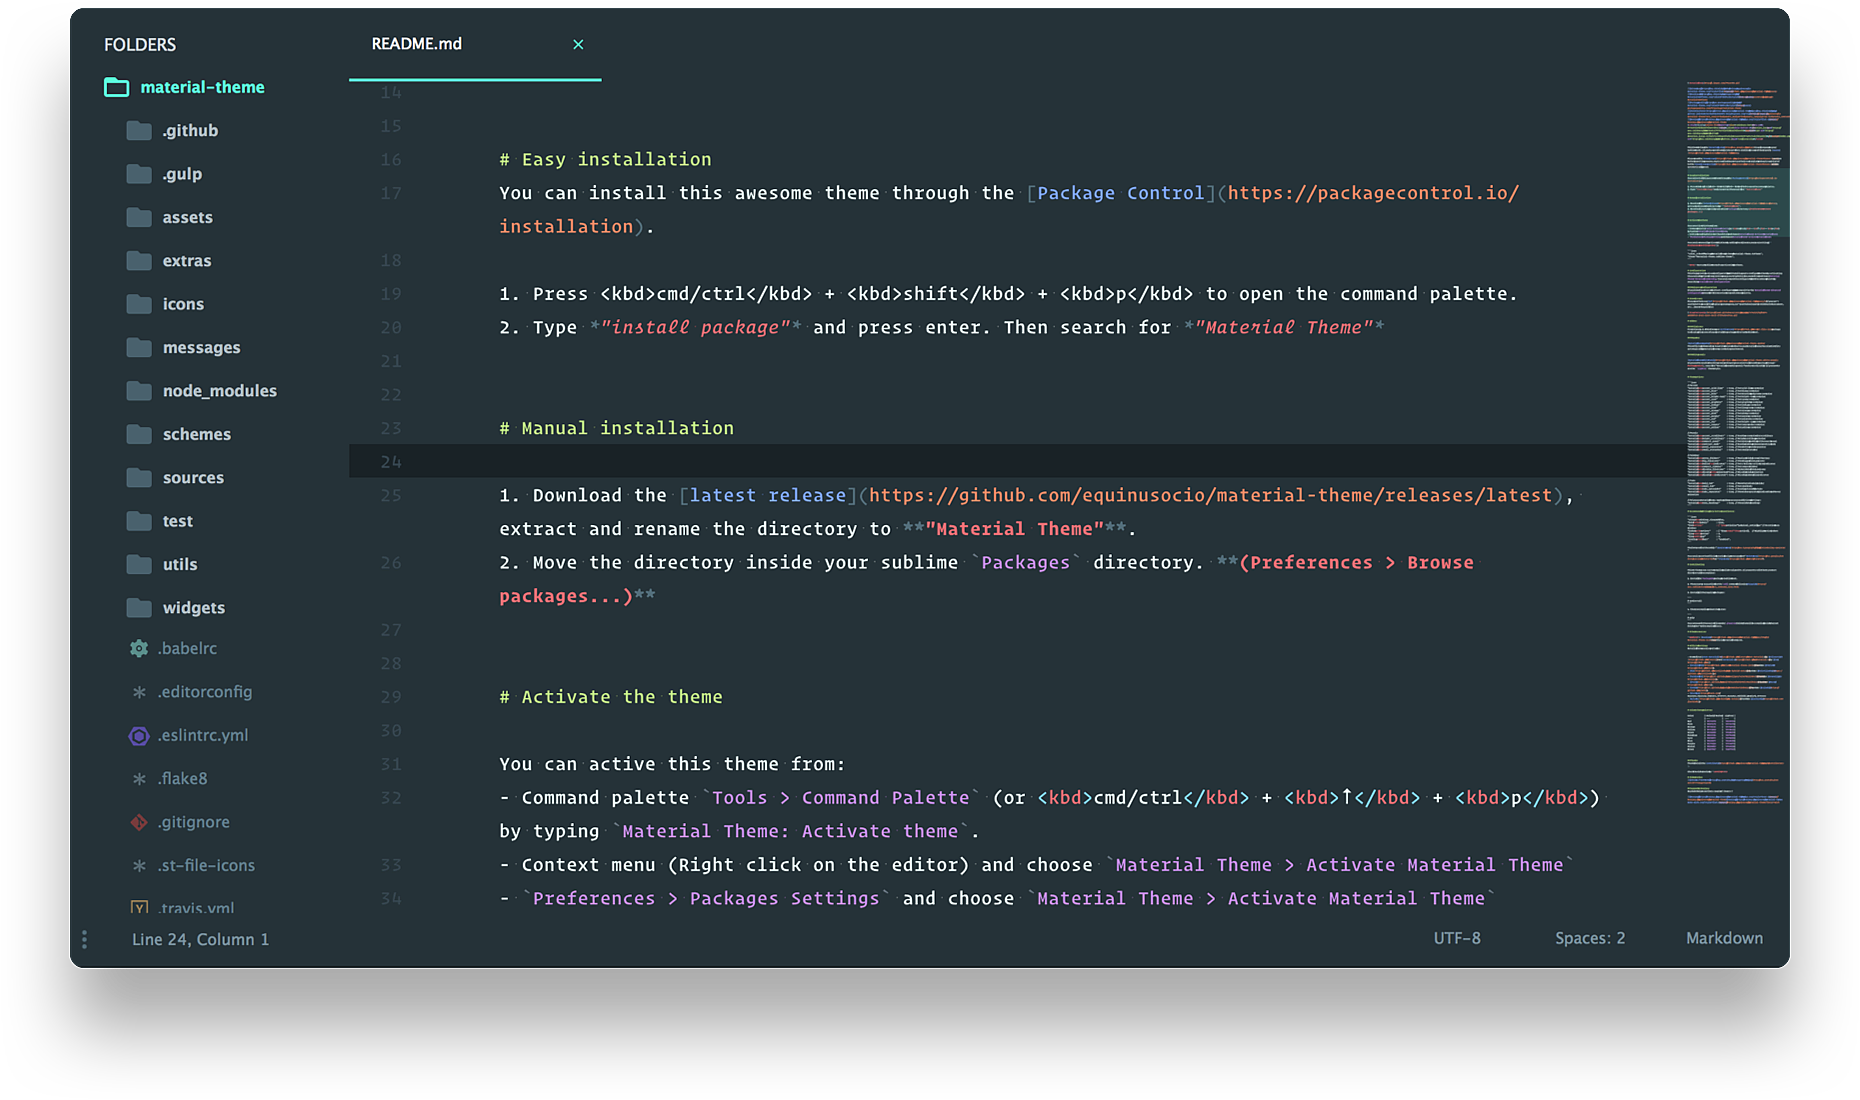 FOLDERS
material-theme
.github
.gulp
assets
extras
icons
messages
node_modules
schemes
sources
test
utils
widgets
.babelrc
.editorconfig
.eslintrc.yml
.flake8
.gitignore
.st-file-icons
.travis.yml
README.md ×
14
15
16 # Easy installation
17 You can install this awesome theme through the [Package Control](https://packagecontrol.io/
installation).
18
19 1. Press <kbd>cmd/ctrl</kbd> + <kbd>shift</kbd> + <kbd>p</kbd> to open the command palette.
20 2. Type *"install package"* and press enter. Then search for *"Material Theme"*
21
22
23 # Manual installation
24
25 1. Download the [latest release](https://github.com/equinusocio/material-theme/releases/latest),
extract and rename the directory to **"Material Theme"**.
26 2. Move the directory inside your sublime `Packages` directory. **(Preferences > Browse
packages...)**
27
28
29 # Activate the theme
30
31 You can active this theme from:
32 - Command palette `Tools > Command Palette` (or <kbd>cmd/ctrl</kbd> + <kbd>↑</kbd> + <kbd>p</kbd>)
by typing `Material Theme: Activate theme`.
33 - Context menu (Right click on the editor) and choose `Material Theme > Activate Material Theme`
34 - `Preferences > Packages Settings` and choose `Material Theme > Activate Material Theme`
Line 24, Column 1
UTF-8
Spaces: 2
Markdown